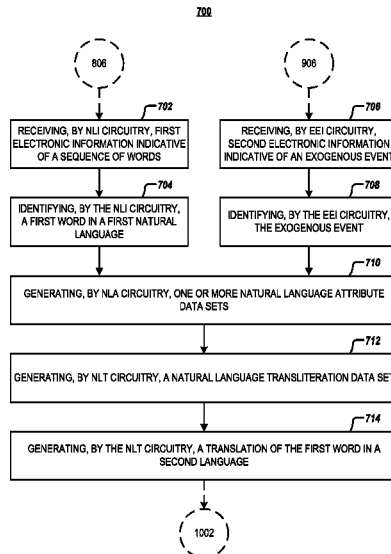 700
806
906
702
RECEIVING, BY NLI CIRCUITRY, FIRST
ELECTRONIC INFORMATION INDICATIVE
OF A SEQUENCE OF WORDS
706
RECEIVING, BY EEI CIRCUITRY,
SECOND ELECTRONIC INFORMATION
INDICATIVE OF AN EXOGENOUS EVENT
704
IDENTIFYING, BY THE NLI CIRCUITRY,
A FIRST WORD IN A FIRST NATURAL
LANGUAGE
708
IDENTIFYING, BY THE EEI CIRCUITRY,
THE EXOGENOUS EVENT
710
GENERATING, BY NLA CIRCUITRY, ONE OR MORE NATURAL LANGUAGE ATTRIBUTE
DATA SETS
712
GENERATING, BY NLT CIRCUITRY, A NATURAL LANGUAGE TRANSLITERATION DATA SET
714
GENERATING, BY THE NLT CIRCUITRY, A TRANSLATION OF THE FIRST WORD IN A
SECOND LANGUAGE
1002